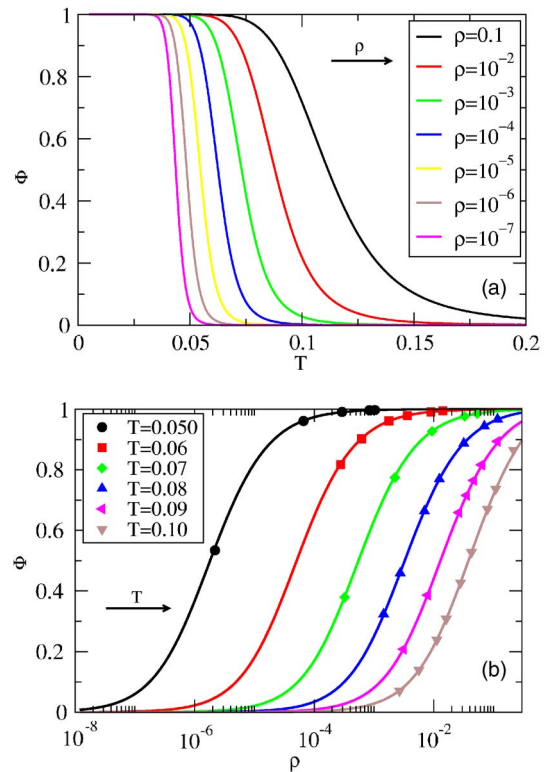 1
0.8
0.6
0.4
0.2
0
Φ
0
0.05
0.1
0.15
0.2
T
ρ
ρ=0.1
ρ=10⁻²
ρ=10⁻³
ρ=10⁻⁴
ρ=10⁻⁵
ρ=10⁻⁶
ρ=10⁻⁷
(a)
1
0.8
0.6
0.4
0.2
0
Φ
T=0.050
T=0.06
T=0.07
T=0.08
T=0.09
T=0.10
T
(b)
10⁻⁸
10⁻⁶
10⁻⁴
10⁻²
ρ